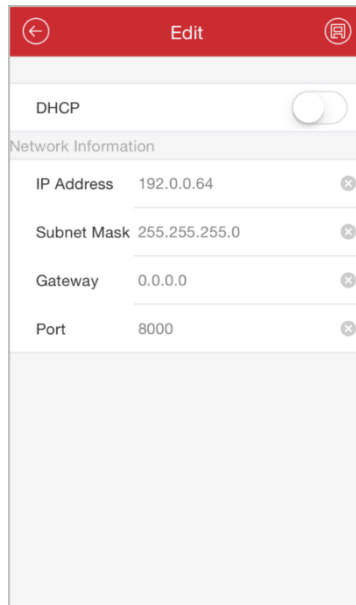 Edit
DHCP
Network Information
IP Address 192.0.0.64
Subnet Mask 255.255.255.0
Gateway 0.0.0.0
Port 8000